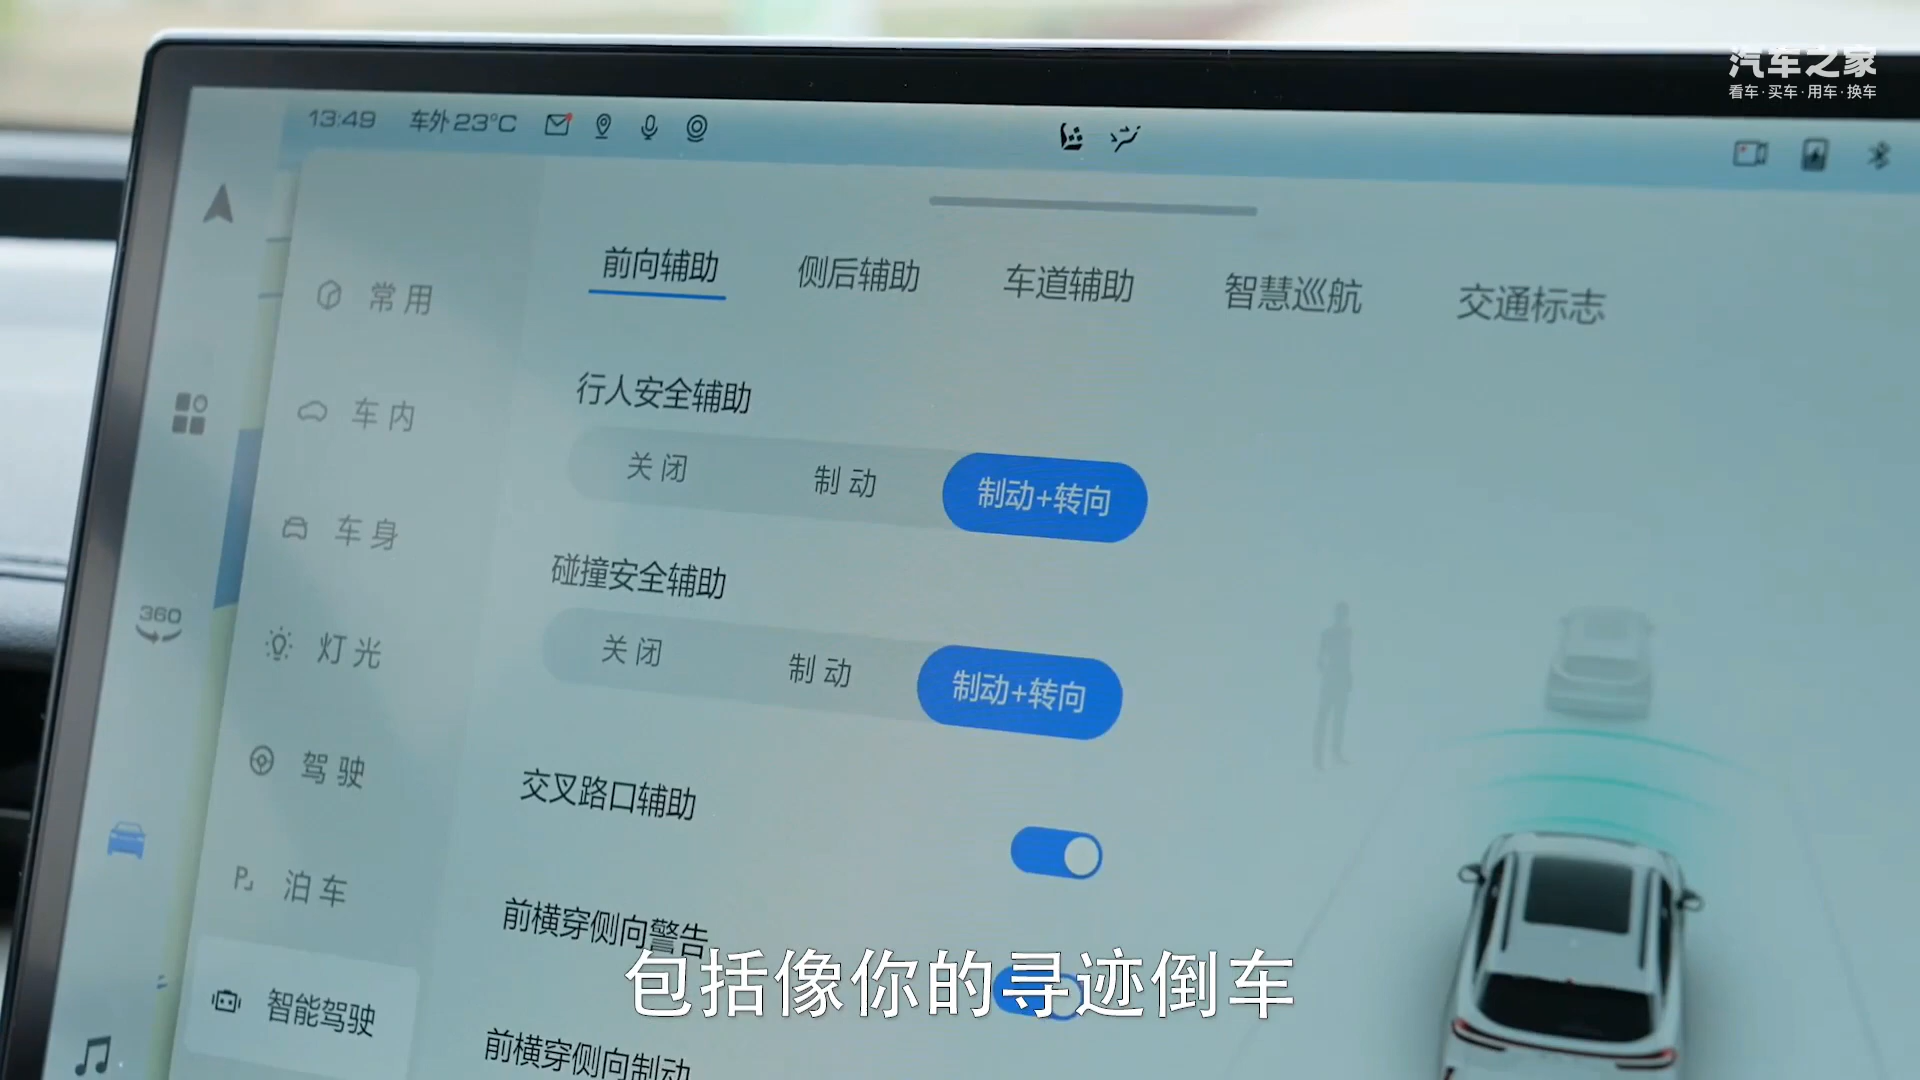 汽车之家
看车·买车·用车·换车
13:49 车外23°C
前向辅助 侧后辅助 车道辅助 智慧巡航 交通标志
常用
车内
车身
360
灯光
驾驶
泊车
智能驾驶
行人安全辅助
关闭 制动 制动+转向
碰撞安全辅助
关闭 制动 制动+转向
交叉路口辅助
前横穿侧向警告
前横穿侧向制动
包括像你的寻迹倒车